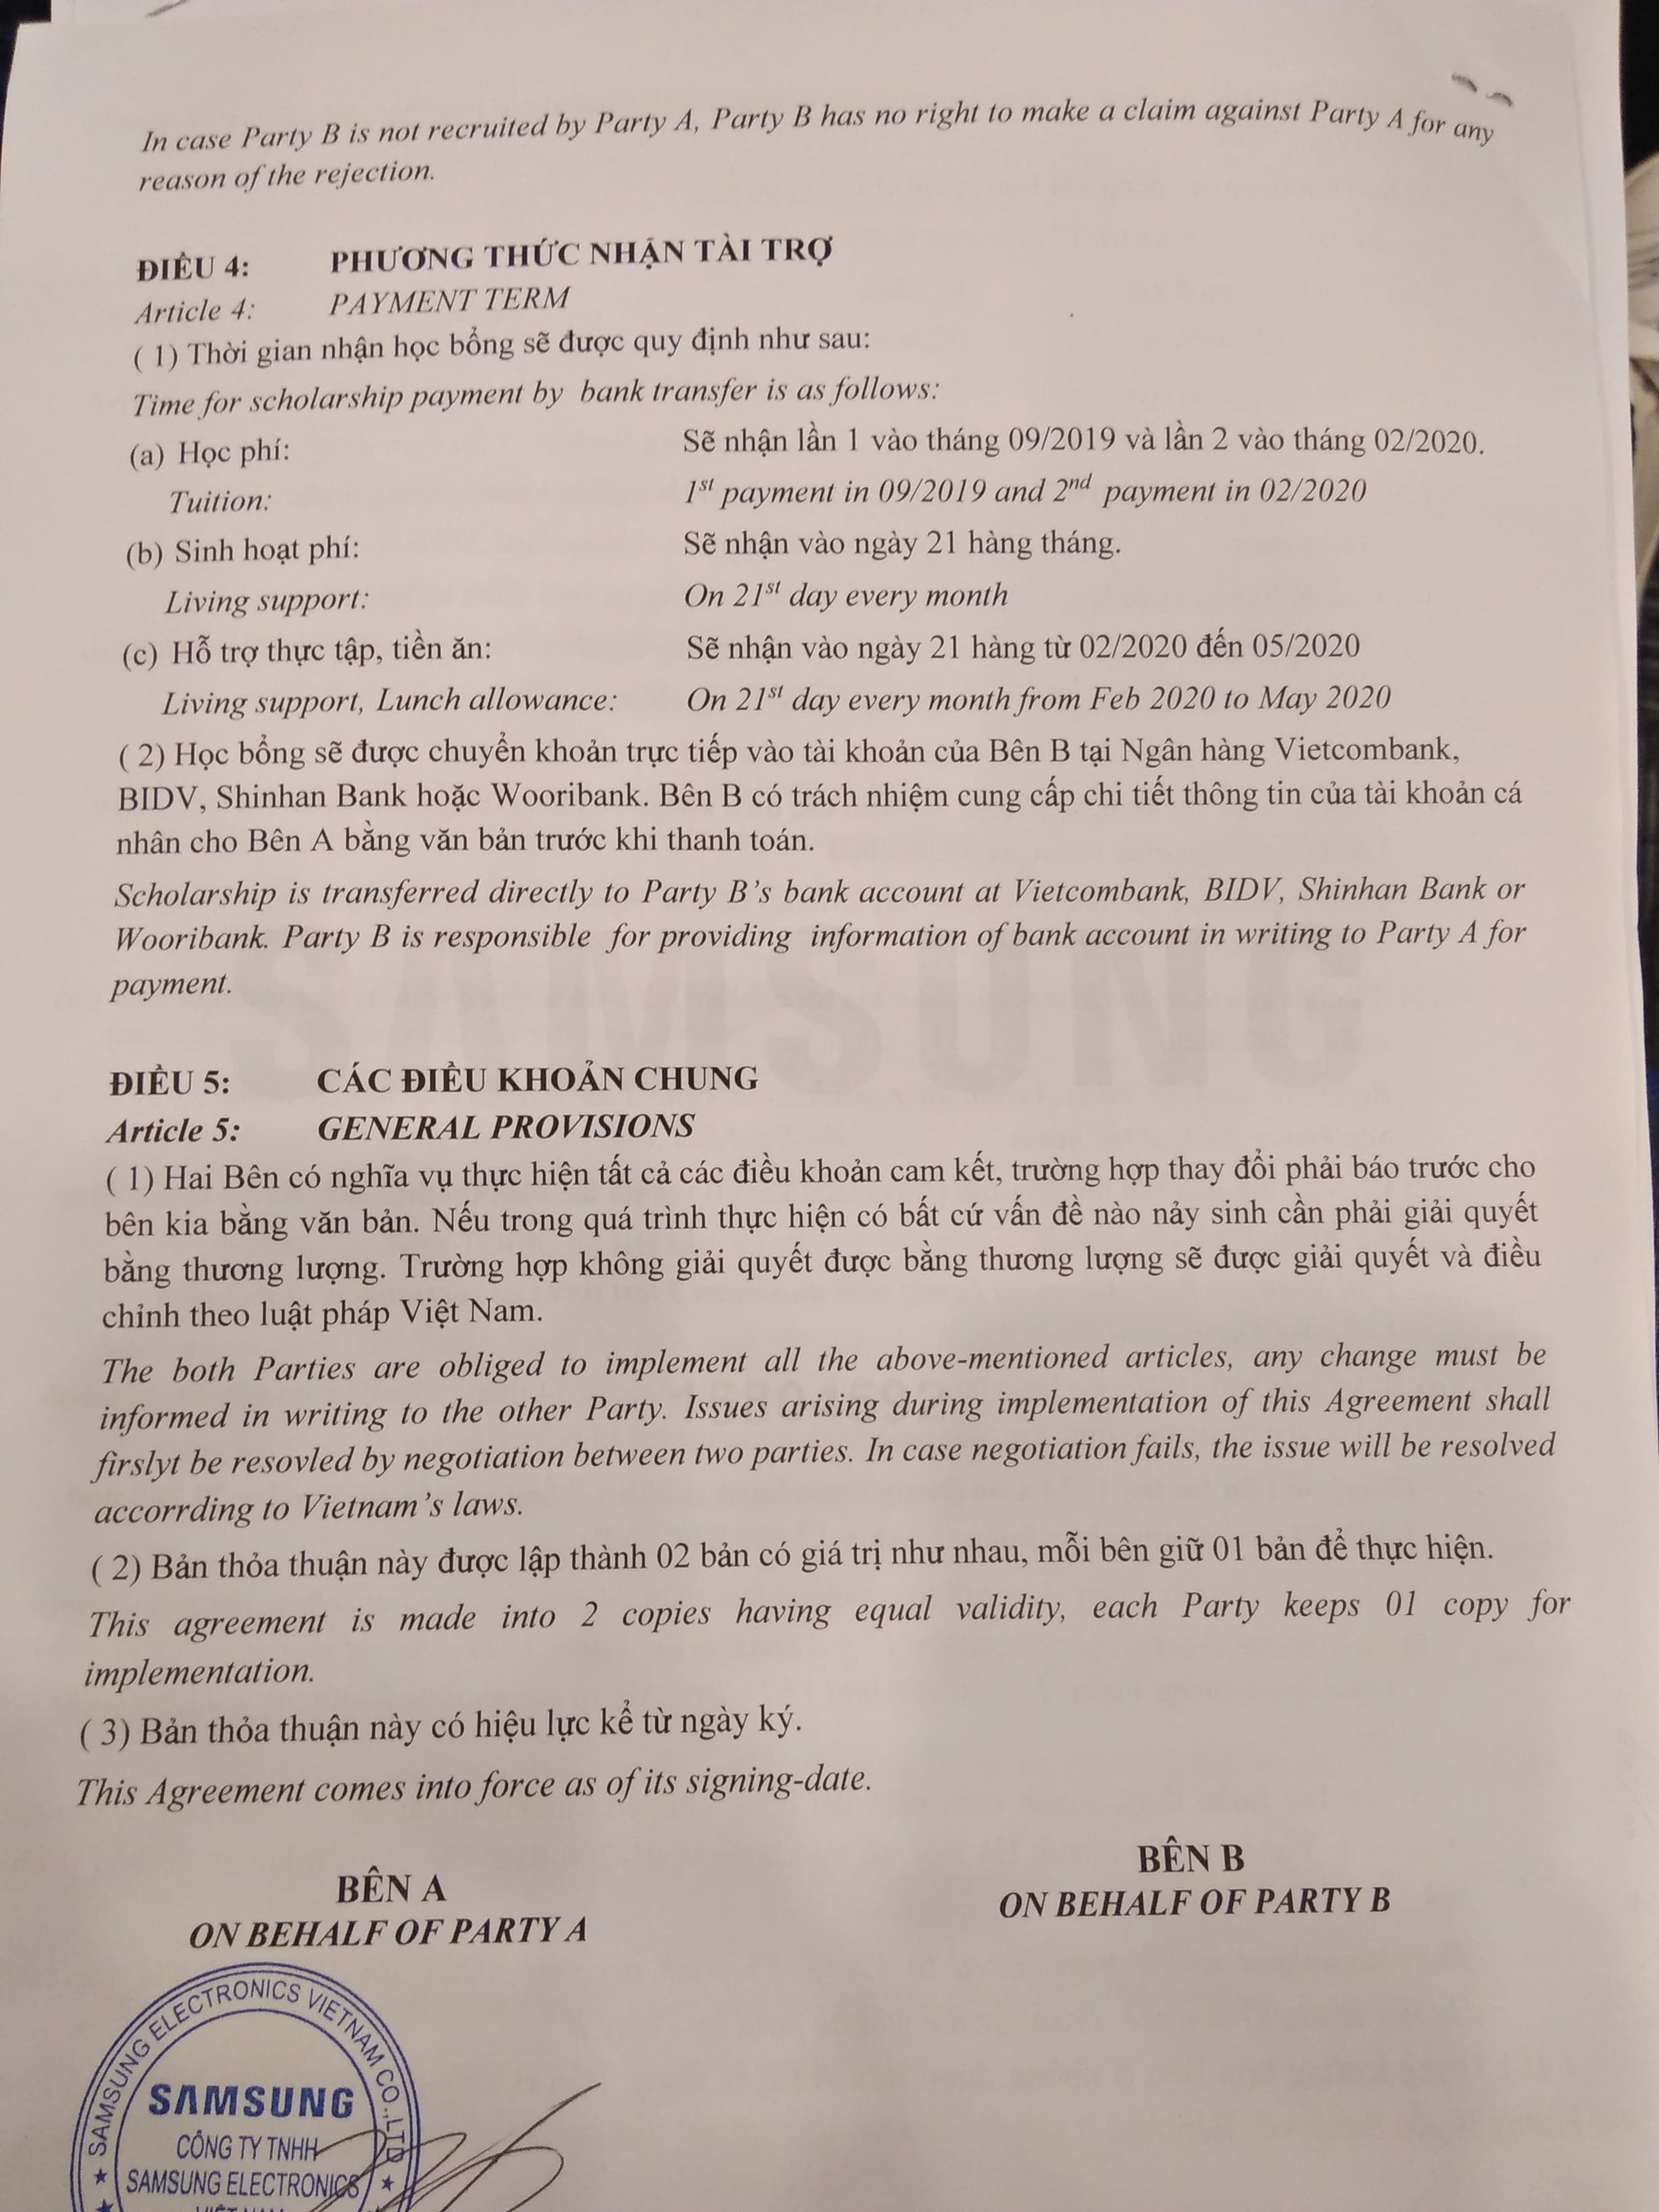 In case Party B is not recruited by Party A, Party B has no right to make a claim against Party A for any
reason of the rejection.
ĐIỀU 4: PHƯƠNG THỨC NHẬN TÀI TRỢ
Article 4: PAYMENT TERM
( 1) Thời gian nhận học bổng sẽ được quy định như sau:
Time for scholarship payment by bank transfer is as follows:
(a) Học phí: Sẽ nhận lần 1 vào tháng 09/2019 và lần 2 vào tháng 02/2020.
Tuition: 1st payment in 09/2019 and 2nd payment in 02/2020
(b) Sinh hoạt phí: Sẽ nhận vào ngày 21 hàng tháng.
Living support: On 21st day every month
(c) Hỗ trợ thực tập, tiền ăn: Sẽ nhận vào ngày 21 hàng từ 02/2020 đến 05/2020
Living support, Lunch allowance: On 21st day every month from Feb 2020 to May 2020
( 2) Học bổng sẽ được chuyển khoản trực tiếp vào tài khoản của Bên B tại Ngân hàng Vietcombank,
BIDV, Shinhan Bank hoặc Wooribank. Bên B có trách nhiệm cung cấp chi tiết thông tin của tài khoản cá
nhân cho Bên A bằng văn bản trước khi thanh toán.
Scholarship is transferred directly to Party B's bank account at Vietcombank, BIDV, Shinhan Bank or
Wooribank. Party B is responsible for providing information of bank account in writing to Party A for
payment.
SAMSUNG
ĐIỀU 5: CÁC ĐIỀU KHOẢN CHUNG
Article 5: GENERAL PROVISIONS
( 1) Hai Bên có nghĩa vụ thực hiện tất cả các điều khoản cam kết, trường hợp thay đổi phải báo trước cho
bên kia bằng văn bản. Nếu trong quá trình thực hiện có bất cứ vấn đề nào nảy sinh cần phải giải quyết
bằng thương lượng. Trường hợp không giải quyết được bằng thương lượng sẽ được giải quyết và điều
chỉnh theo luật pháp Việt Nam.
The both Parties are obliged to implement all the above-mentioned articles, any change must be
informed in writing to the other Party. Issues arising during implementation of this Agreement shall
firslyt be resovled by negotiation between two parties. In case negotiation fails, the issue will be resolved
accorrding to Vietnam's laws.
( 2) Bản thỏa thuận này được lập thành 02 bản có giá trị như nhau, mỗi bên giữ 01 bản để thực hiện.
This agreement is made into 2 copies having equal validity, each Party keeps 01 copy for
implementation.
( 3) Bản thỏa thuận này có hiệu lực kể từ ngày ký.
This Agreement comes into force as of its signing-date.
BÊN A
ON BEHALF OF PARTY A
BÊN B
ON BEHALF OF PARTY B
SAMSUNG ELECTRONICS VIETNAM CO.,LTD
SAMSUNG
CÔNG TY TNHH
SAMSUNG ELECTRONICS